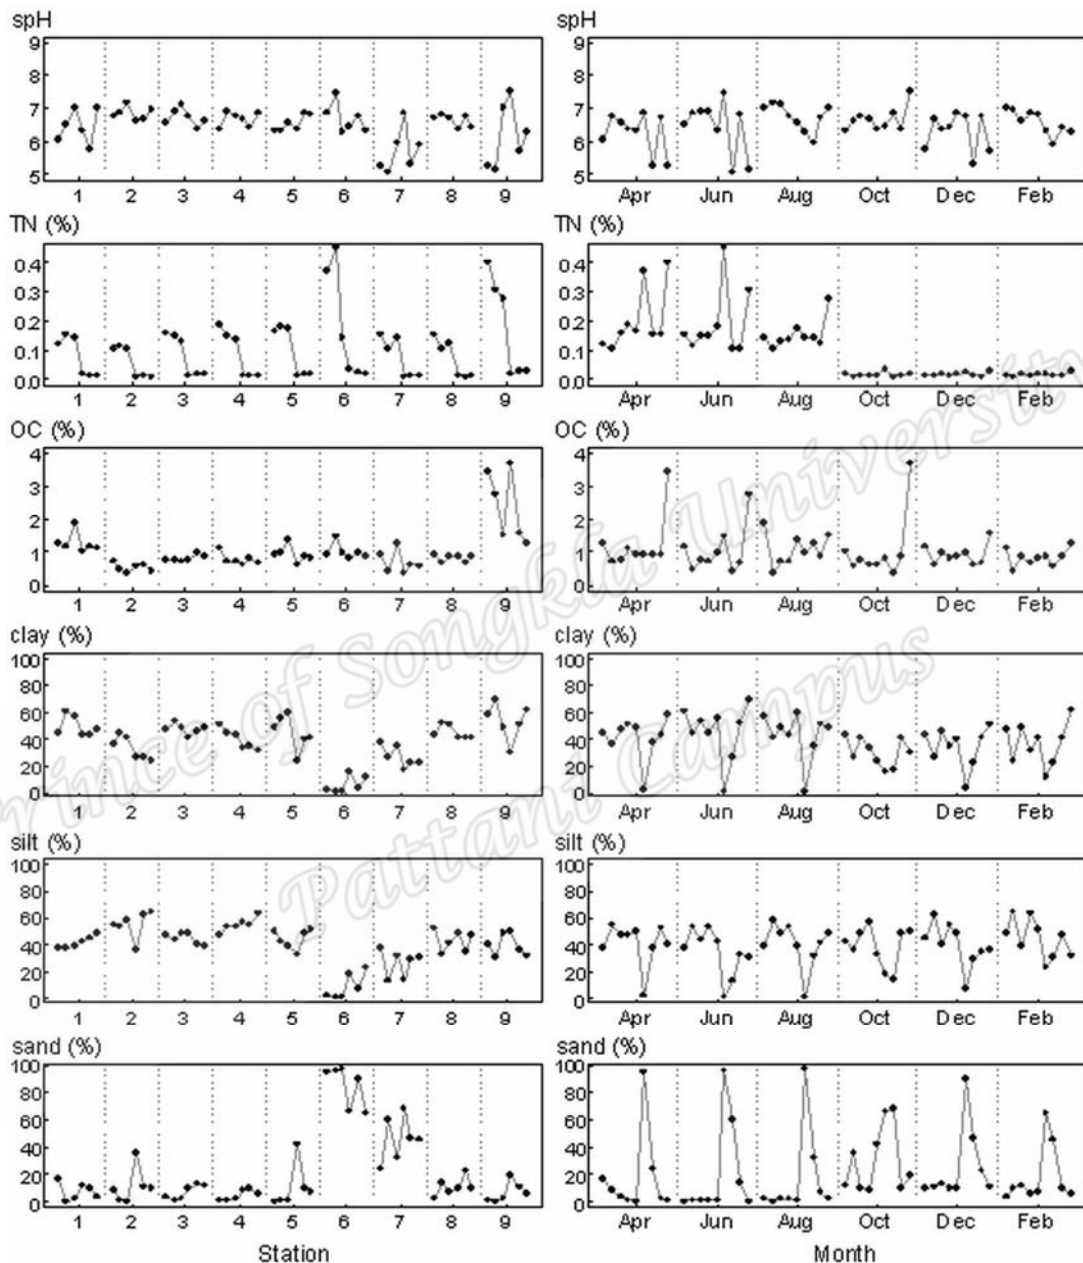 spH
9
8
7
6
5
1 2 3 4 5 6 7 8 9
spH
9
8
7
6
5
Apr Jun Aug Oct Dec Feb
TN (%)
0.4
0.3
0.2
0.1
0.0
1 2 3 4 5 6 7 8 9
TN (%)
0.4
0.3
0.2
0.1
0.0
Apr Jun Aug Oct Dec Feb
OC (%)
4
3
2
1
0
1 2 3 4 5 6 7 8 9
OC (%)
4
3
2
1
0
Apr Jun Aug Oct Dec Feb
clay (%)
100
80
60
40
20
0
1 2 3 4 5 6 7 8 9
clay (%)
100
80
60
40
20
0
Apr Jun Aug Oct Dec Feb
silt (%)
100
80
60
40
20
0
1 2 3 4 5 6 7 8 9
silt (%)
100
80
60
40
20
0
Apr Jun Aug Oct Dec Feb
sand (%)
100
80
60
40
20
0
1 2 3 4 5 6 7 8 9
Station
sand (%)
100
80
60
40
20
0
Apr Jun Aug Oct Dec Feb
Month
Prince of Songkla University
Pattani Campus